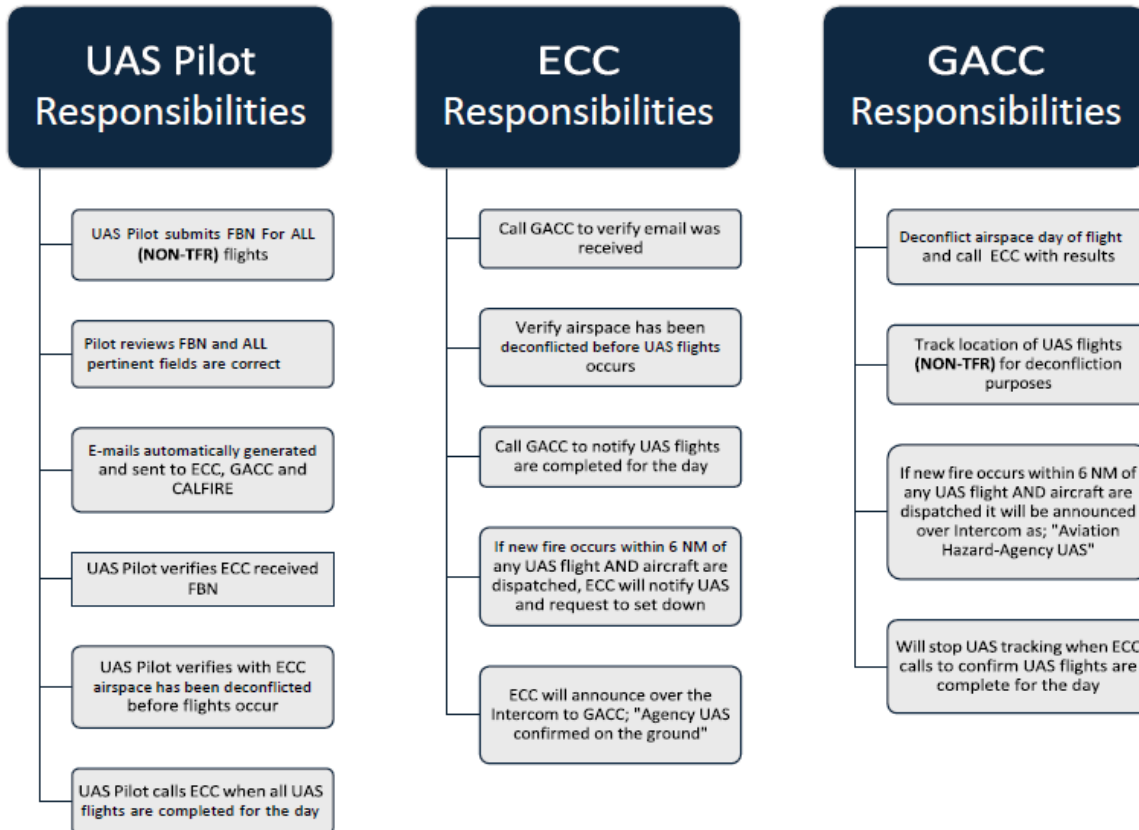 UAS Pilot
Responsibilities
UAS Pilot submits FBN For ALL
(NON-TFR) flights
Pilot reviews FBN and ALL
pertinent fields are correct
E-mails automatically generated
and sent to ECC, GACC and
CALFIRE
UAS Pilot verifies ECC received
FBN
UAS Pilot verifies with ECC
airspace has been deconflicted
before flights occur
UAS Pilot calls ECC when all UAS
flights are completed for the day
ECC
Responsibilities
Call GACC to verify email was
received
Verify airspace has been
deconflicted before UAS flights
occurs
Call GACC to notify UAS flights
are completed for the day
If new fire occurs within 6 NM of
any UAS flight AND aircraft are
dispatched, ECC will notify UAS
and request to set down
ECC will announce over the
Intercom to GACC; "Agency UAS
confirmed on the ground"
GACC
Responsibilities
Deconflict airspace day of flight
and call ECC with results
Track location of UAS flights
(NON-TFR) for deconfliction
purposes
If new fire occurs within 6 NM of
any UAS flight AND aircraft are
dispatched it will be announced
over Intercom as; "Aviation
Hazard-Agency UAS"
Will stop UAS tracking when ECC
calls to confirm UAS flights are
complete for the day